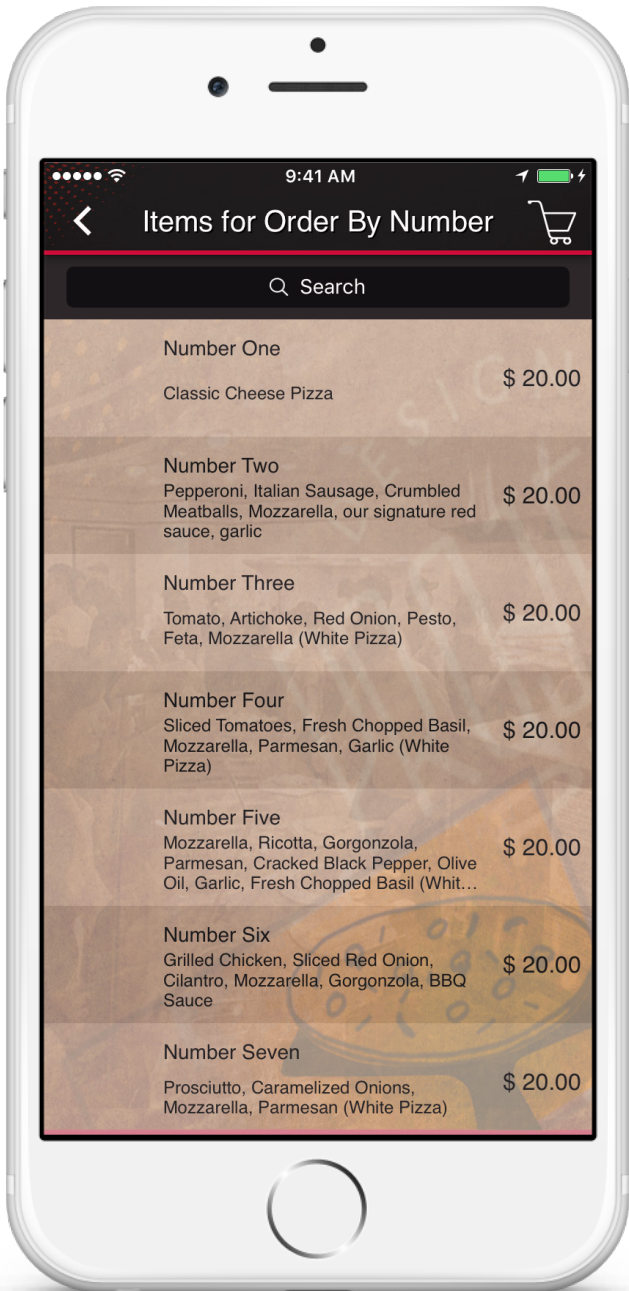 9:41 AM
Items for Order By Number
Search
Number One
Classic Cheese Pizza
$ 20.00
Number Two
Pepperoni, Italian Sausage, Crumbled
Meatballs, Mozzarella, our signature red
sauce, garlic
$ 20.00
Number Three
Tomato, Artichoke, Red Onion, Pesto,
Feta, Mozzarella (White Pizza)
$ 20.00
Number Four
Sliced Tomatoes, Fresh Chopped Basil,
Mozzarella, Parmesan, Garlic (White
Pizza)
$ 20.00
Number Five
Mozzarella, Ricotta, Gorgonzola,
Parmesan, Cracked Black Pepper, Olive
Oil, Garlic, Fresh Chopped Basil (Whit...
$ 20.00
Number Six
Grilled Chicken, Sliced Red Onion,
Cilantro, Mozzarella, Gorgonzola, BBQ
Sauce
$ 20.00
Number Seven
Prosciutto, Caramelized Onions,
Mozzarella, Parmesan (White Pizza)
$ 20.00